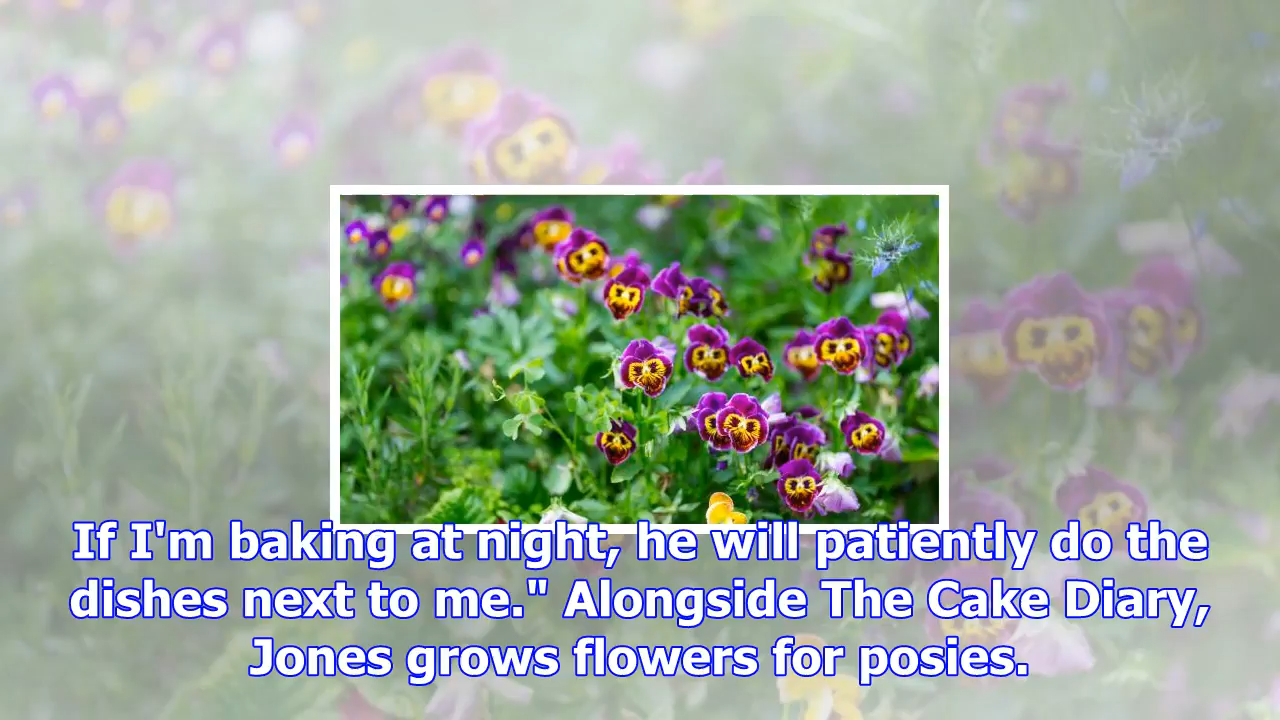 If I'm baking at night, he will patiently do the
dishes next to me." Alongside The Cake Diary,
Jones grows flowers for posies.